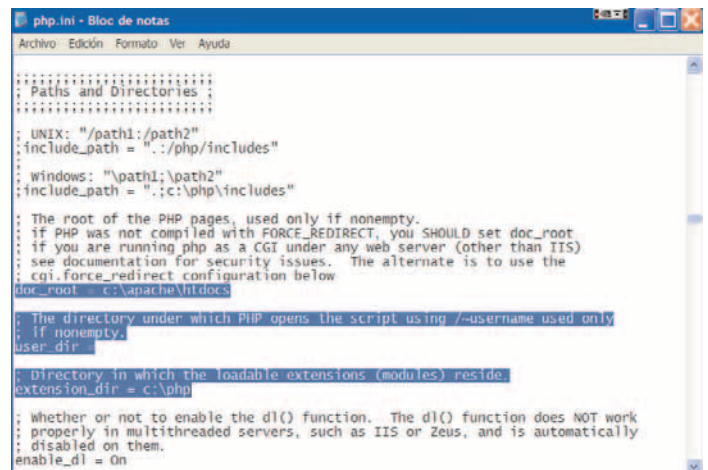 php.ini - Bloc de notas
Archivo Edición Formato Ver Ayuda
;;;;;;;;;;;;;;;;;;;;;;;;;
; Paths and Directories ;
;;;;;;;;;;;;;;;;;;;;;;;;;
; UNIX: "/path1:/path2"
;include_path = ".:/php/includes"
;
; Windows: "\path1;\path2"
;include_path = ".;c:\php\includes"
; The root of the PHP pages, used only if nonempty.
; if PHP was not compiled with FORCE_REDIRECT, you SHOULD set doc_root
; if you are running php as a CGI under any web server (other than IIS)
; see documentation for security issues.  The alternate is to use the
; cgi.force_redirect configuration below
doc_root = c:\apache\htdocs
; The directory under which PHP opens the script using /~username used only
; if nonempty.
user_dir =
; Directory in which the loadable extensions (modules) reside.
extension_dir = c:\php
; Whether or not to enable the dl() function.  The dl() function does NOT work
; properly in multithreaded servers, such as IIS or Zeus, and is automatically
; disabled on them.
enable_dl = On